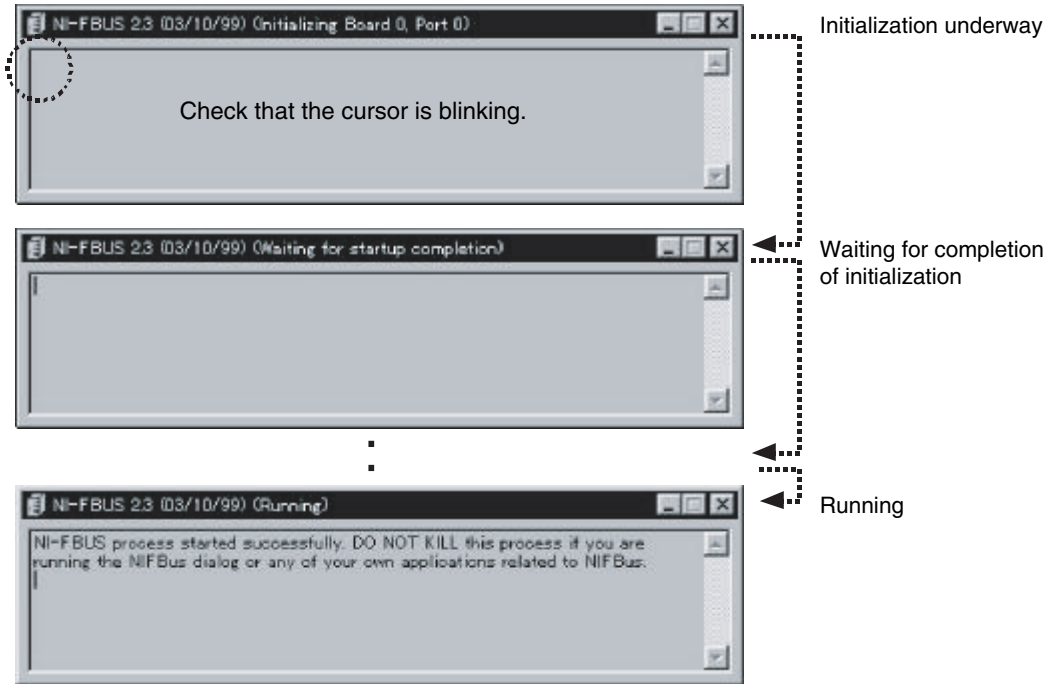 NI-FBUS 2.3 (03/10/99) (Initializing Board 0, Port 0)
Initialization underway
Check that the cursor is blinking.
NI-FBUS 2.3 (03/10/99) (Waiting for startup completion)
Waiting for completion
of initialization
NI-FBUS 2.3 (03/10/99) (Running)
Running
NI-FBUS process started successfully. DO NOT KILL this process if you are
running the NIFBus dialog or any of your own applications related to NIFBus.